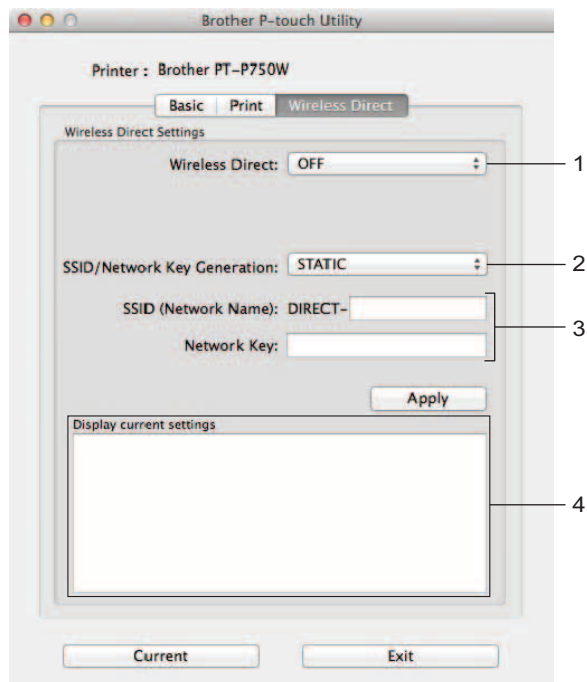 Brother P-touch Utility
Printer : Brother PT-P750W
Basic Print Wireless Direct
Wireless Direct Settings
Wireless Direct: OFF 1
SSID/Network Key Generation: STATIC 2
SSID (Network Name): DIRECT-
3
Network Key:
Apply
Display current settings
4
Current Exit